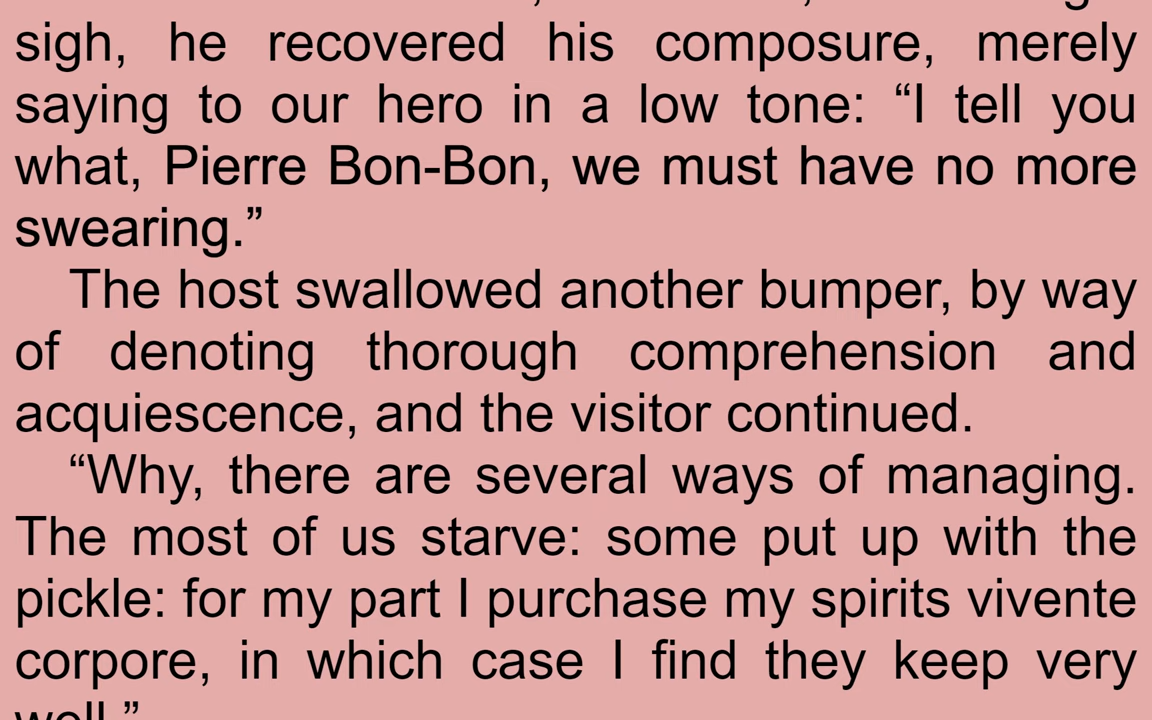 sigh, he recovered his composure, merely
saying to our hero in a low tone: “I tell you
what, Pierre Bon-Bon, we must have no more
swearing.”
The host swallowed another bumper, by way
of denoting thorough comprehension and
acquiescence, and the visitor continued.
“Why, there are several ways of managing.
The most of us starve: some put up with the
pickle: for my part I purchase my spirits vivente
corpore, in which case I find they keep very
well.”